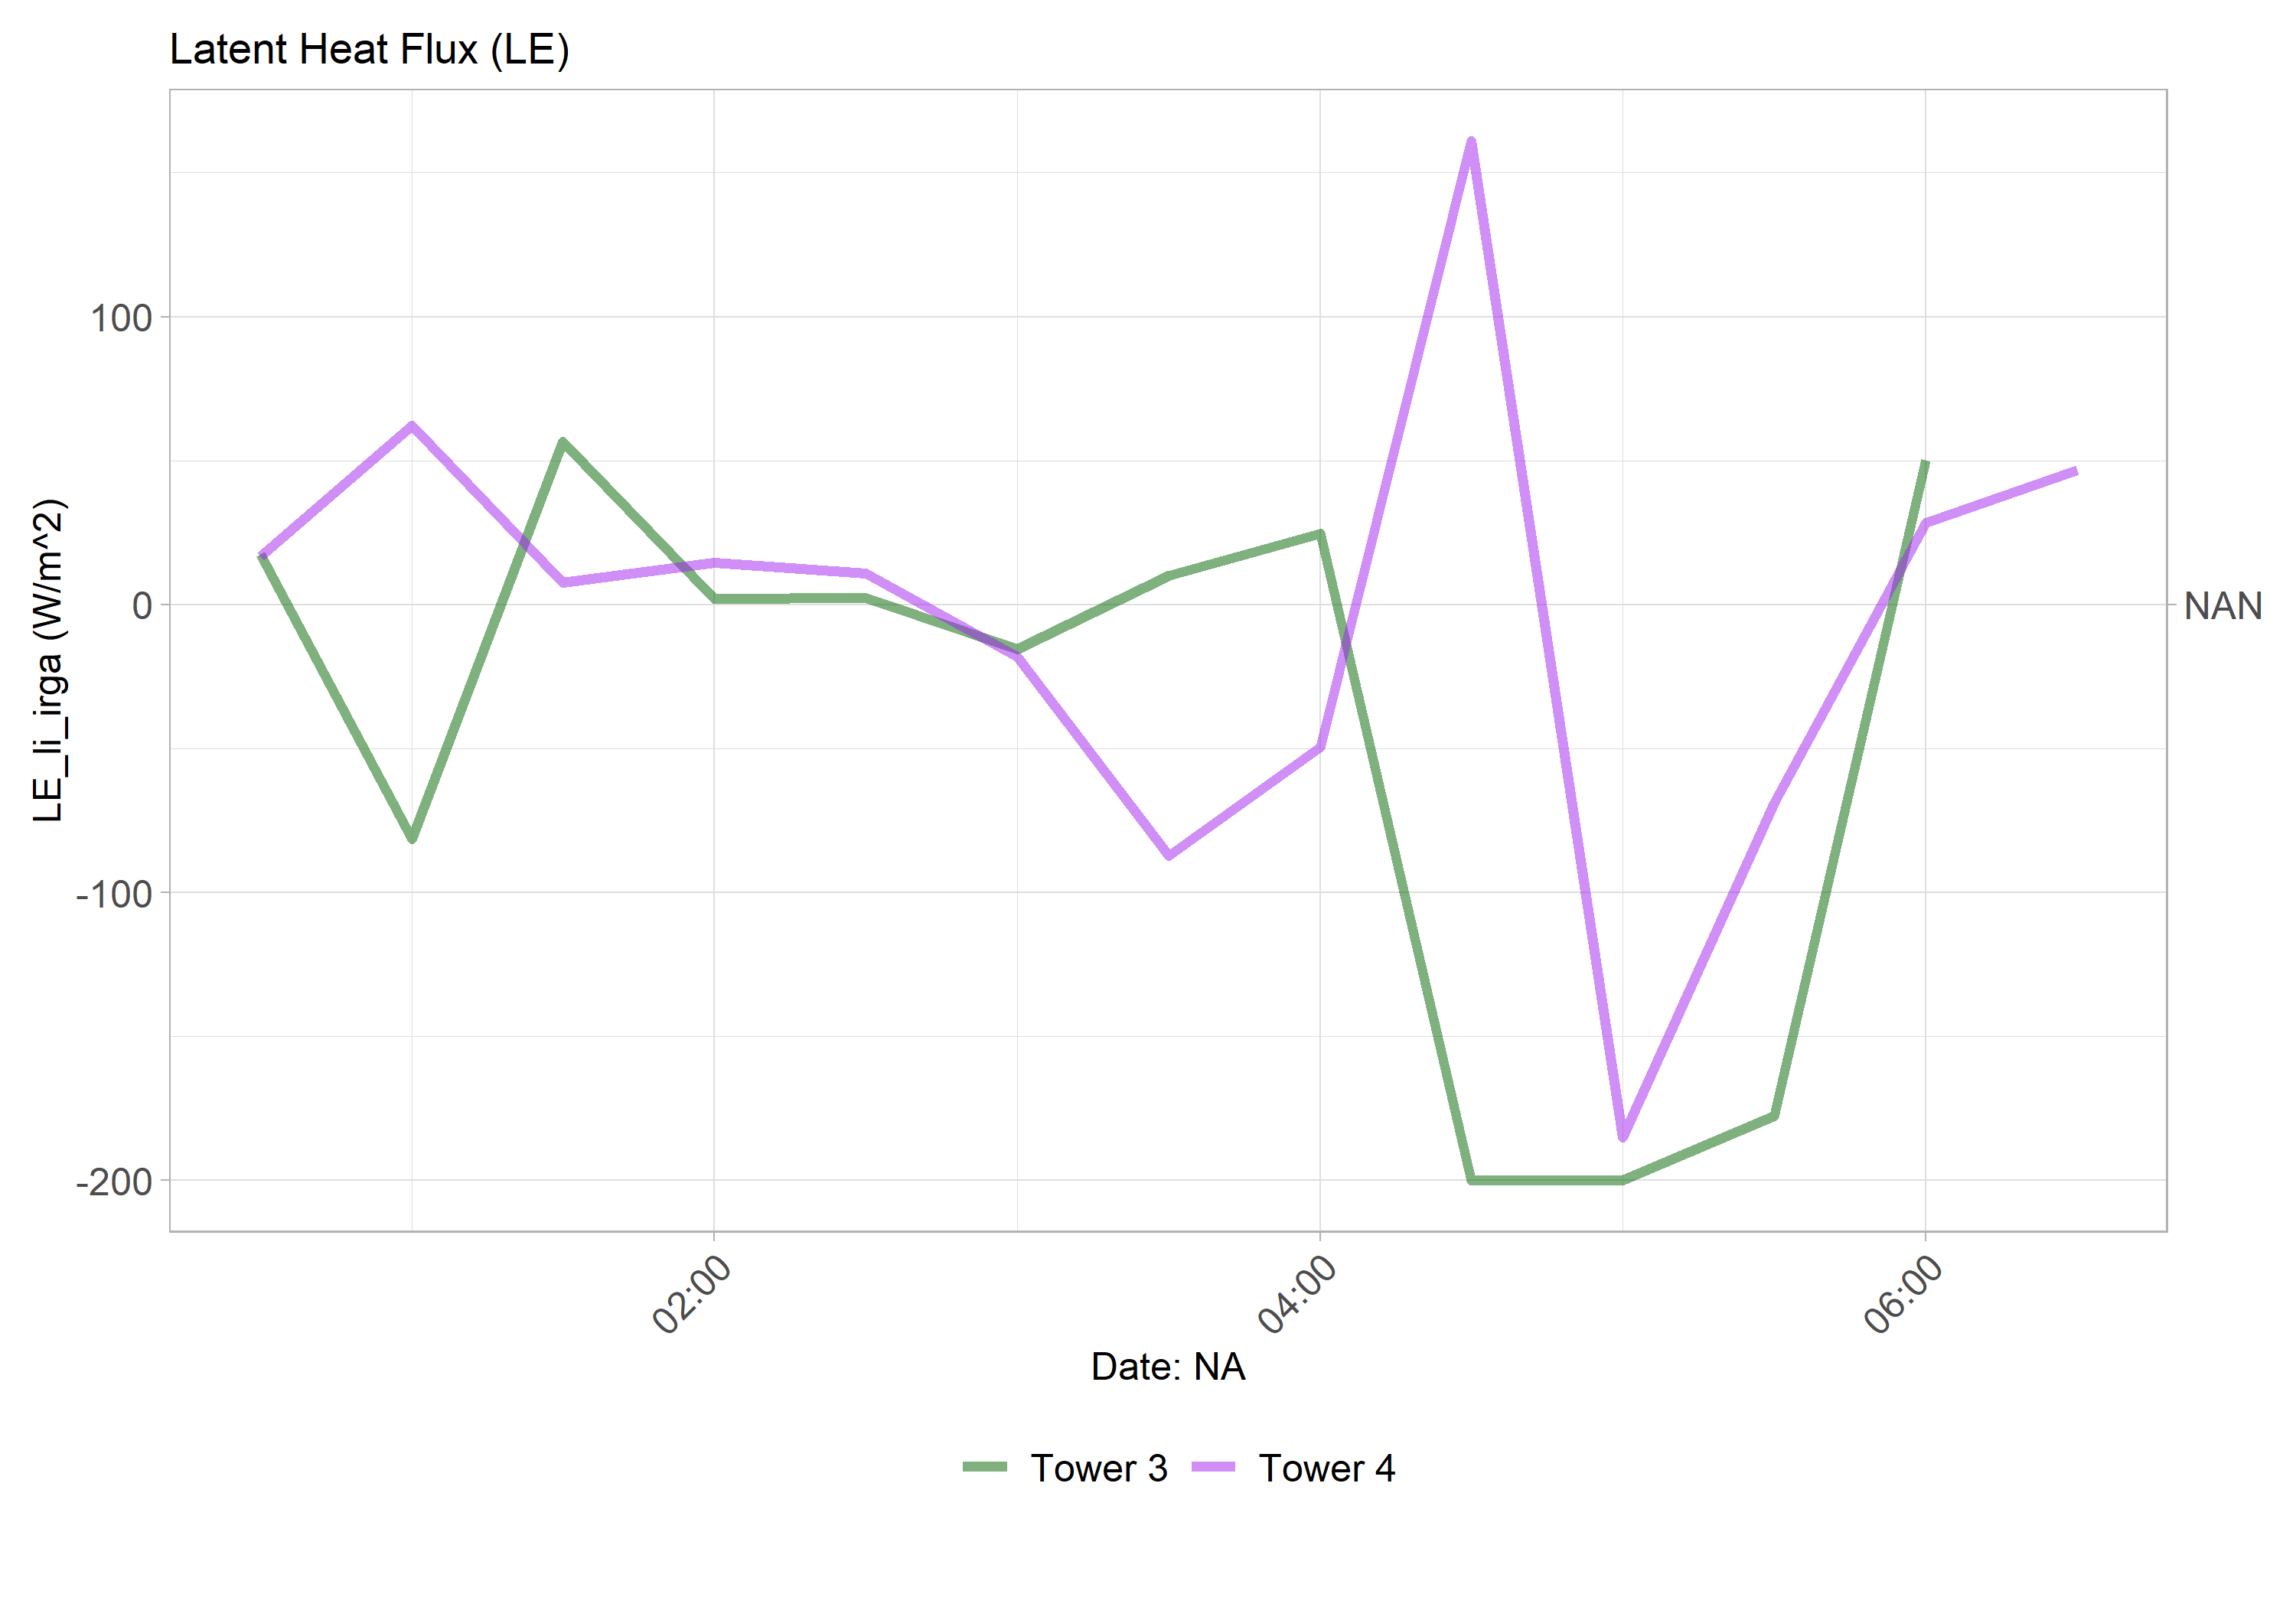 Latent Heat Flux (LE)
LE_li_irga (W/m^2)
100
0
-100
-200
NAN
02:00
04:00
06:00
Date: NA
Tower 3
Tower 4